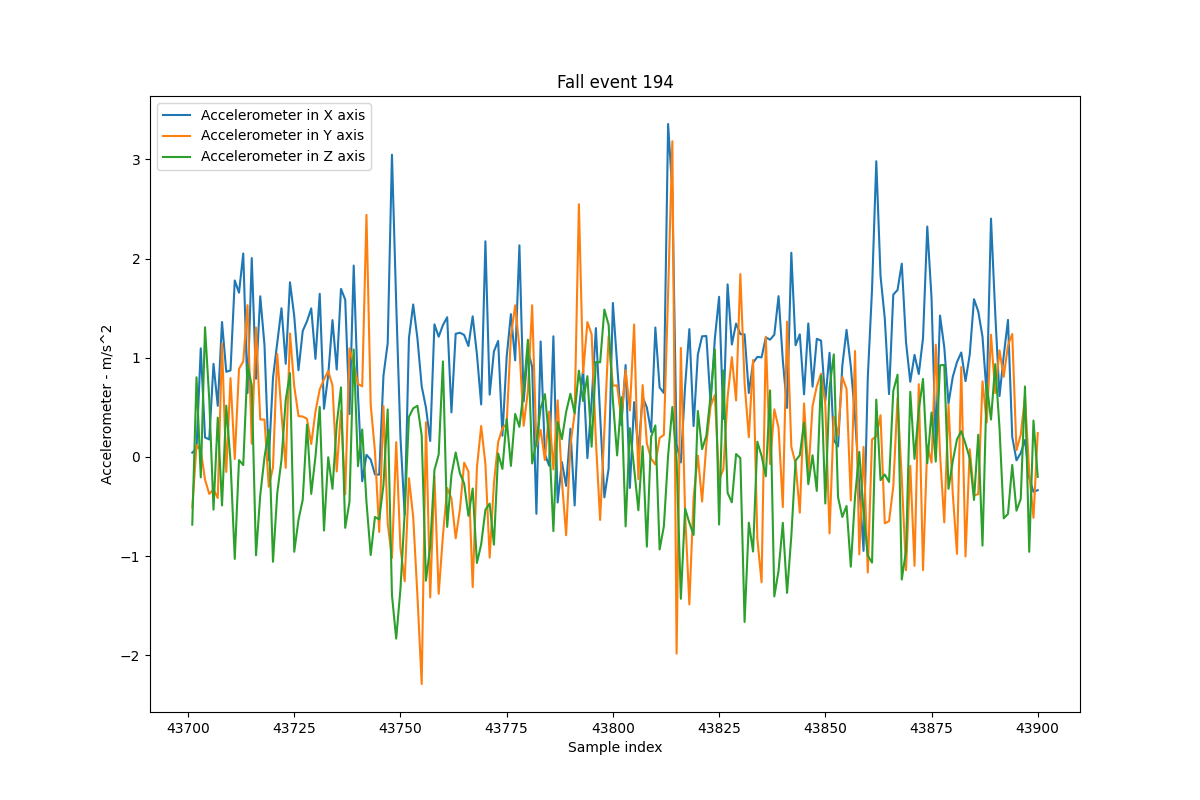 Fall event 194
Accelerometer in X axis
Accelerometer in Y axis
Accelerometer in Z axis
Accelerometer - m/s^2
3
2
1
0
−1
−2
43700 43725 43750 43775 43800 43825 43850 43875 43900
Sample index